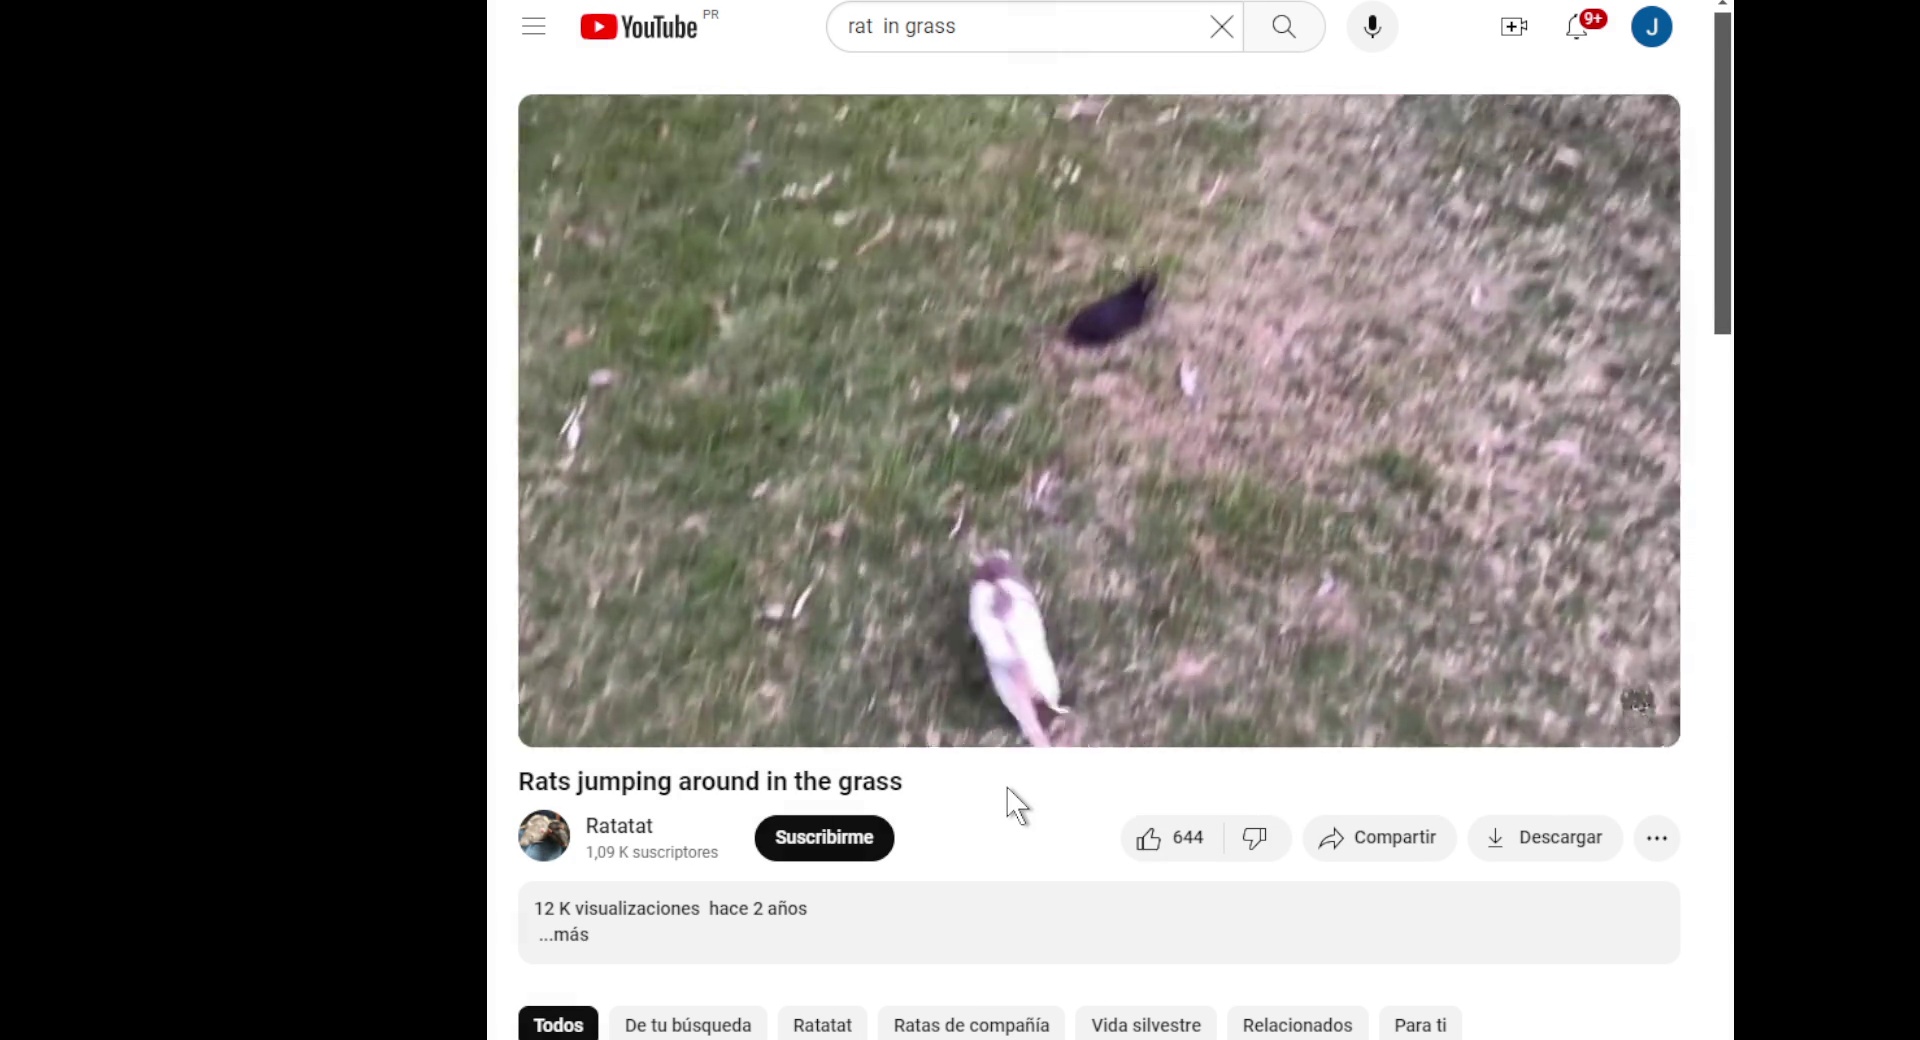 YouTube PR
rat  in grass
9+
J
Rats jumping around in the grass
Ratatat
1,09 K suscriptores
Suscribirme
644
Compartir
Descargar
12 K visualizaciones  hace 2 años
...más
Todos De tu búsqueda Ratatat Ratas de compañía Vida silvestre Relacionados Para ti